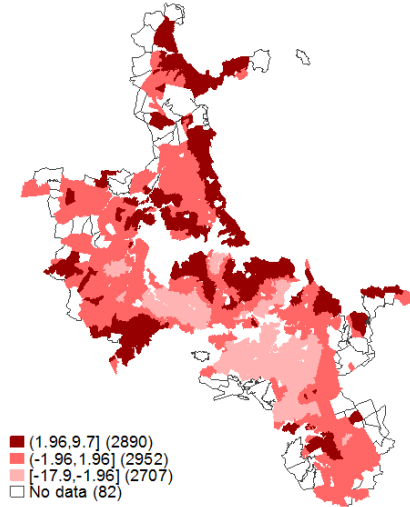 (1.96,9.7] (2890)
(-1.96,1.96] (2952)
[-17.9,-1.96] (2707)
No data (82)